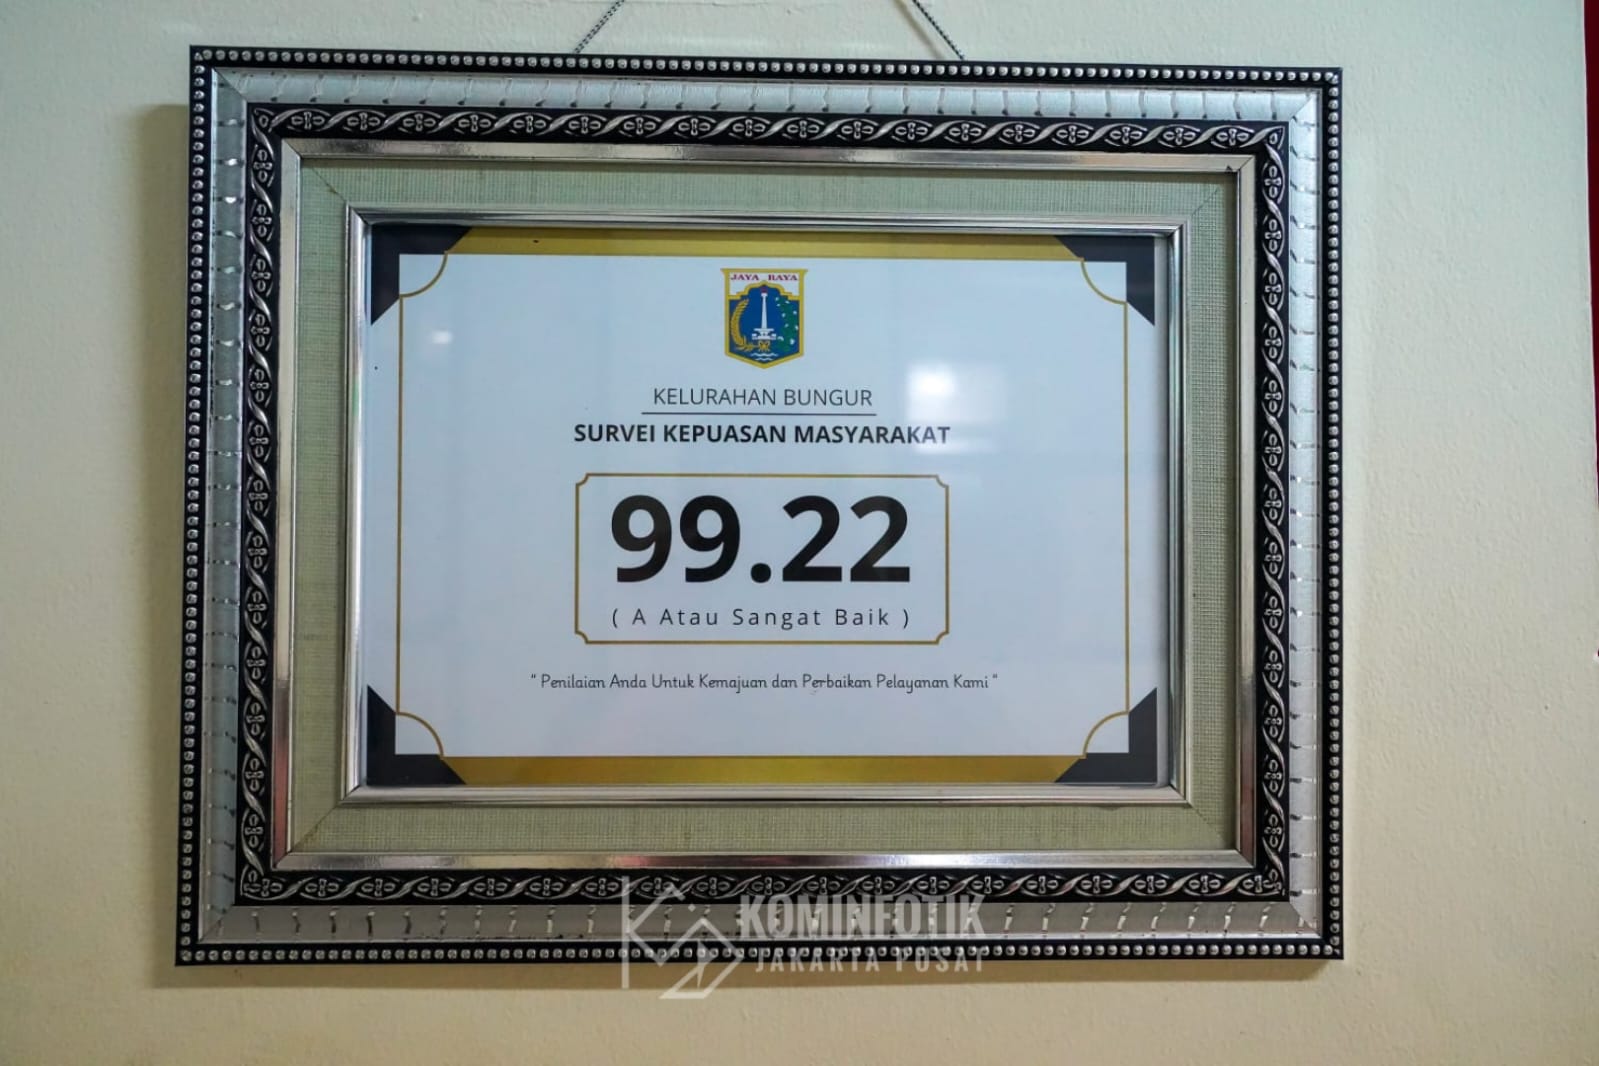 JAYA RAYA
KELURAHAN BUNGUR
SURVEI KEPUASAN MASYARAKAT
99.22
( A Atau Sangat Baik )
" Penilaian Anda Untuk Kemajuan dan Perbaikan Pelayanan Kami "
KOMINFOTIK
JAKARTA PUSAT